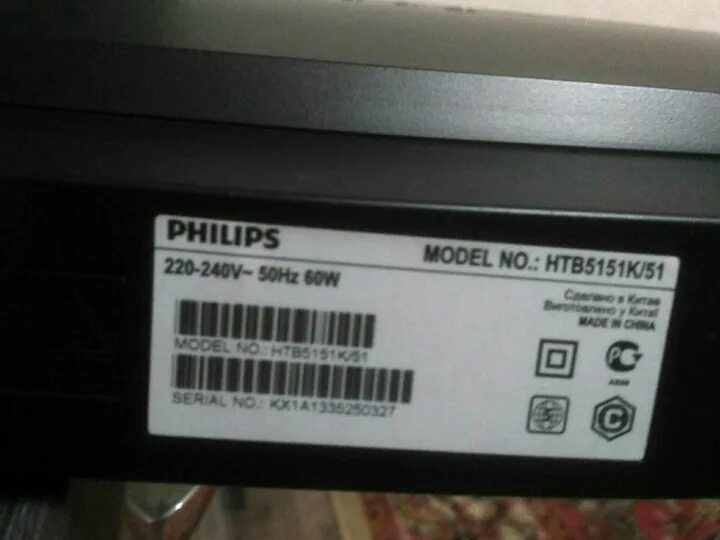 PHILIPS
MODEL NO.: HTB5151K/51
220-240V~ 50Hz 60W
Сделано в Китае
Виготовлено у Китаї
MADE IN CHINA
MODEL NO.: HTB5151K/51
SERIAL NO.: KX1A1335250327